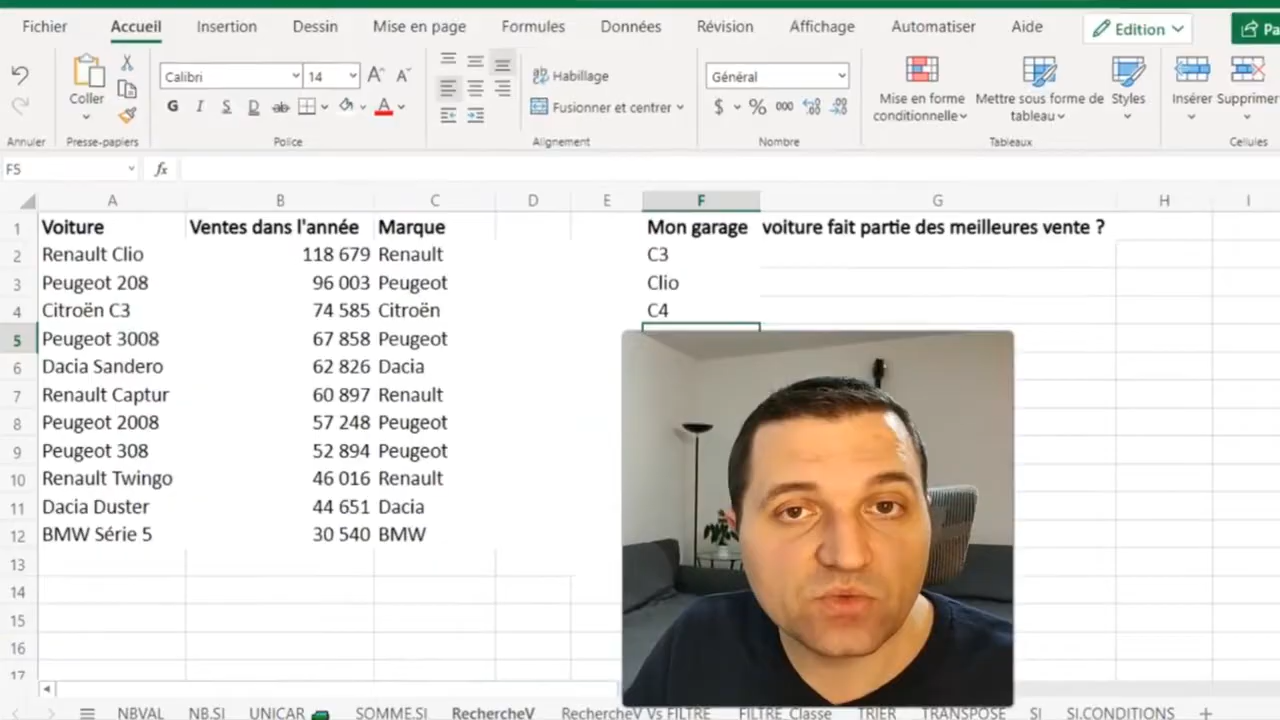 Fichier Accueil Insertion Dessin Mise en page Formules Données Révision Affichage Automatiser Aide Edition Pa
Coller
Calibri 14
G I S D ab
Habillage
Fusionner et centrer
Général
$ % 000
Mise en forme conditionnelle
Mettre sous forme de tableau
Styles
Insérer Supprimer
Annuler Presse-papiers Police Alignement Nombre Tableaux Cellules
F5 fx
A B C D E F G H I
1 Voiture Ventes dans l'année Marque Mon garage voiture fait partie des meilleures vente ?
2 Renault Clio 118 679 Renault C3
3 Peugeot 208 96 003 Peugeot Clio
4 Citroën C3 74 585 Citroën C4
5 Peugeot 3008 67 858 Peugeot
6 Dacia Sandero 62 826 Dacia
7 Renault Captur 60 897 Renault
8 Peugeot 2008 57 248 Peugeot
9 Peugeot 308 52 894 Peugeot
10 Renault Twingo 46 016 Renault
11 Dacia Duster 44 651 Dacia
12 BMW Série 5 30 540 BMW
13
14
15
16
17
NBVAL NB.SI UNICAR SOMME.SI RechercheV RechercheV Vs FILTRE FILTRE Classe TRIER TRANSPOSE SI SI.CONDITIONS